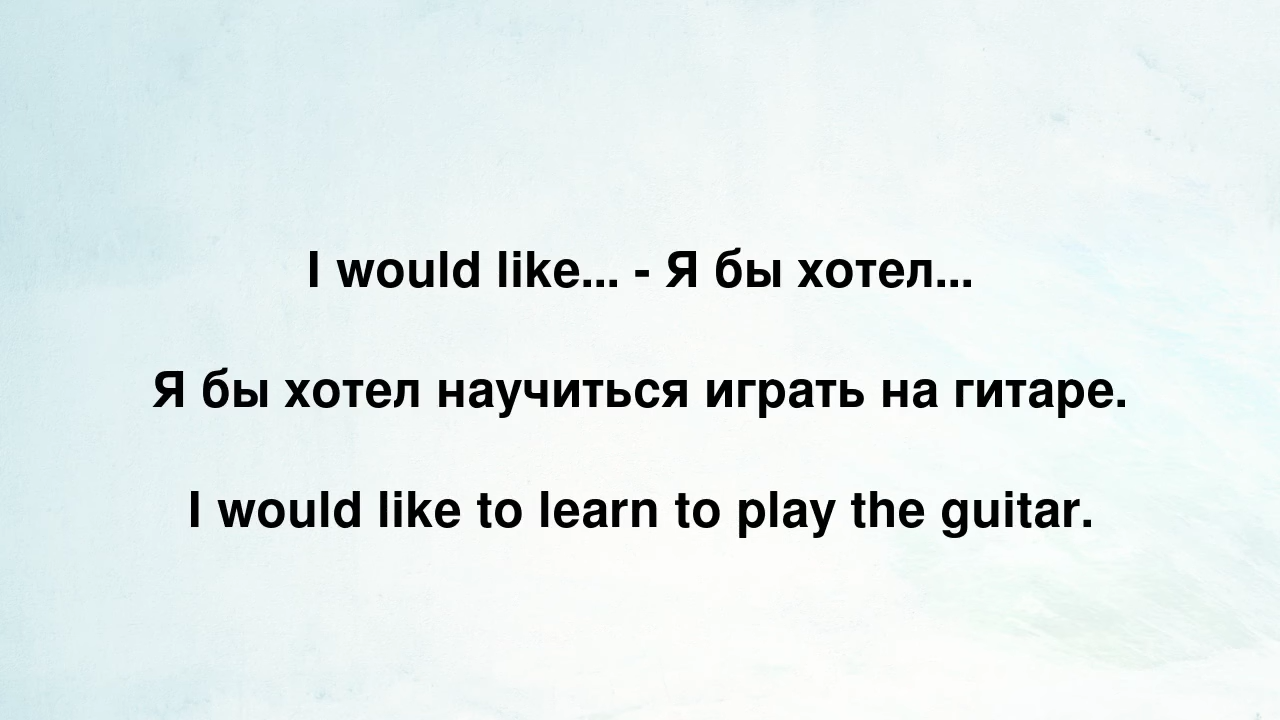 I would like... - Я бы хотел...
Я бы хотел научиться играть на гитаре.
I would like to learn to play the guitar.